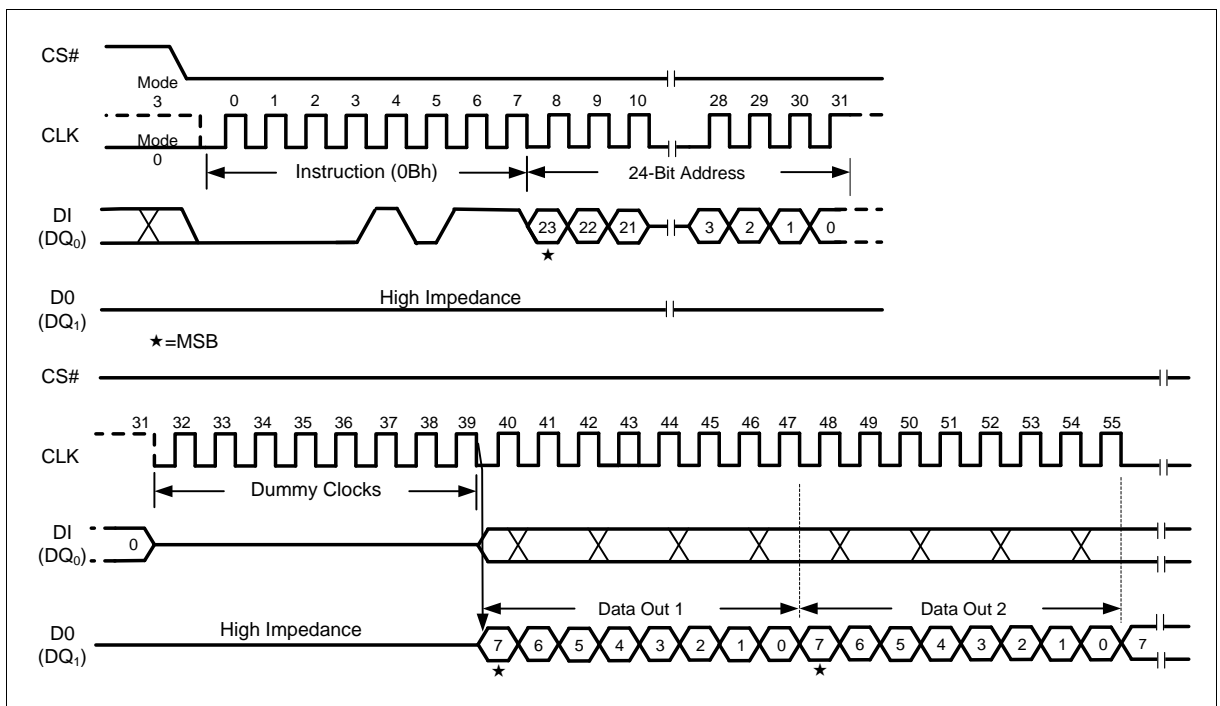 CS#
Mode
3
0 1 2 3 4 5 6 7 8 9 10 28 29 30 31
CLK
Mode
0
Instruction (0Bh) 24-Bit Address
DI
(DQ0)
23 22 21 3 2 1 0
★
D0
(DQ1)
High Impedance
★=MSB
CS#
31 32 33 34 35 36 37 38 39 40 41 42 43 44 45 46 47 48 49 50 51 52 53 54 55
CLK
Dummy Clocks
DI
(DQ0)
0
Data Out 1 Data Out 2
D0
(DQ1)
High Impedance
7 6 5 4 3 2 1 0 7 6 5 4 3 2 1 0 7
★ ★